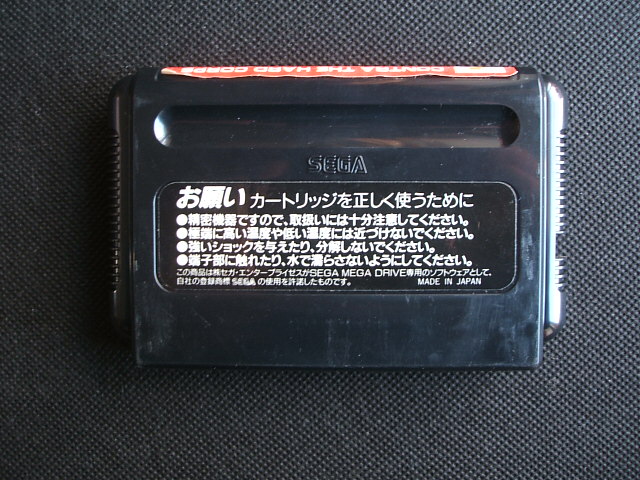 CONTRA THE HARD CORPS
SEGA
お願い カートリッジを正しく使うために
●精密機器ですので、取扱いには十分注意してください。
●極端に高い温度や低い温度には近づけないでください。
●強いショックを与えたり、分解しないでください。
●端子部に触れたり、水で濡らさないようにしてください。
この商品は㈱セガ・エンタープライゼスがSEGA MEGA DRIVE専用のソフトウェアとして、
自社の登録商標 SEGA の使用を許諾したものです。 MADE IN JAPAN